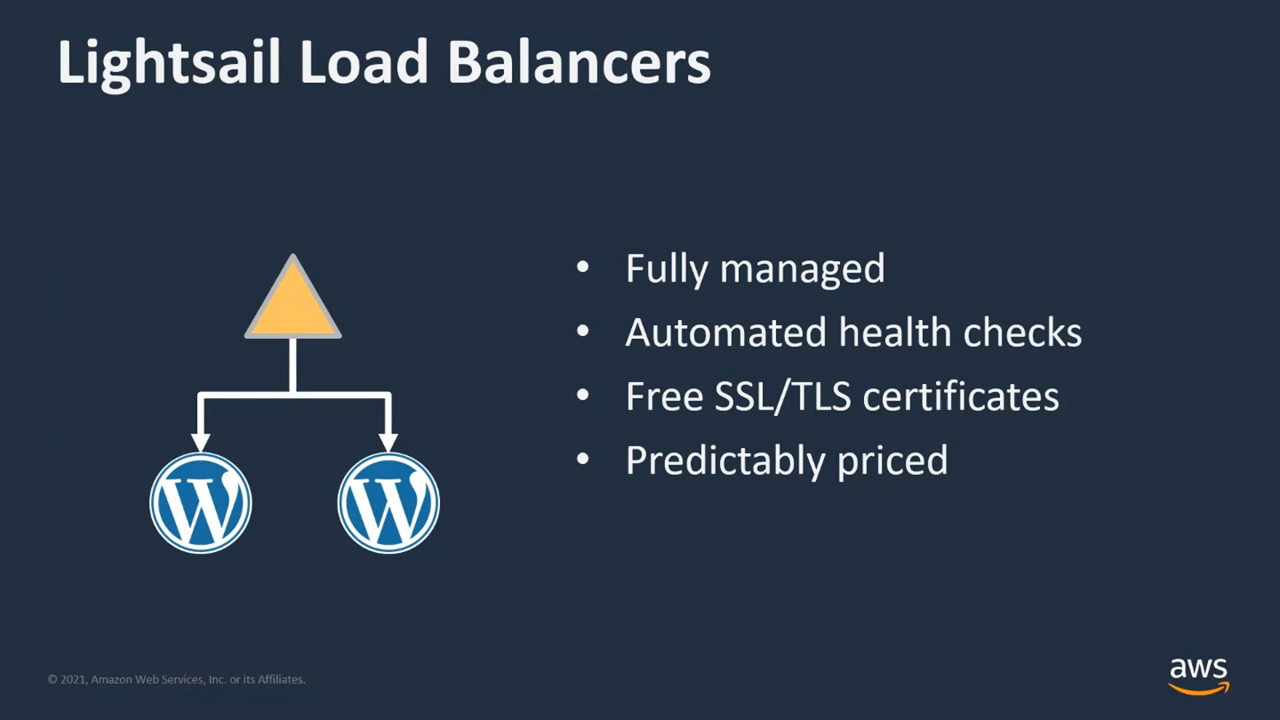 Lightsail Load Balancers
• Fully managed
• Automated health checks
• Free SSL/TLS certificates
• Predictably priced
W W
© 2021, Amazon Web Services, Inc. or its Affiliates.
aws